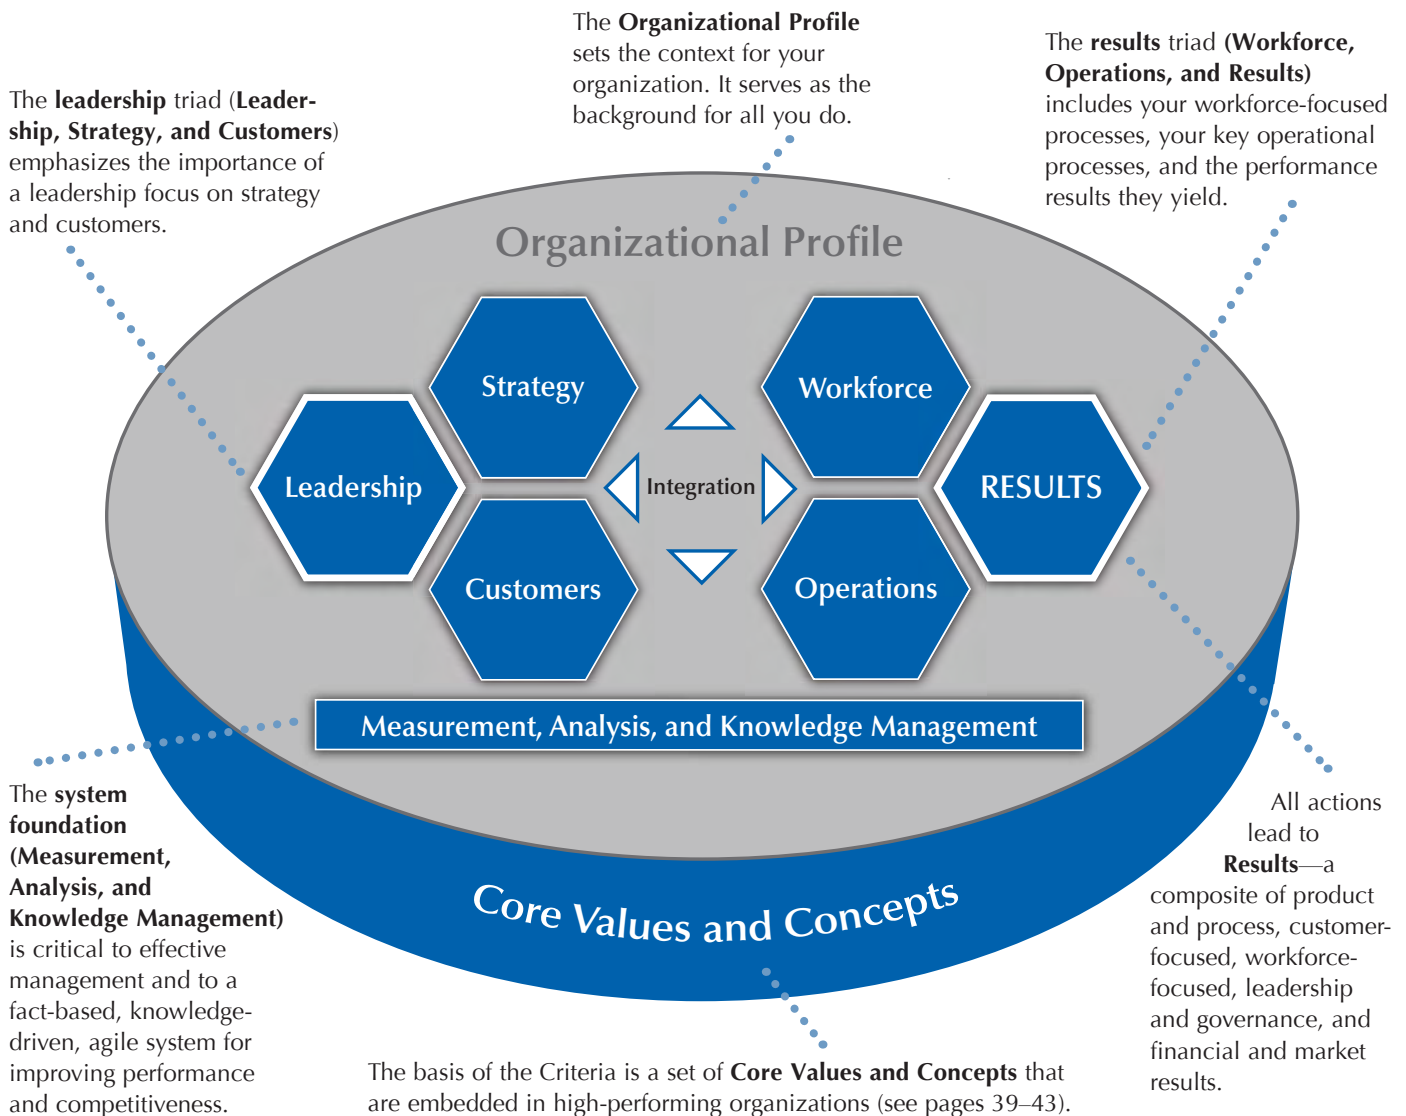 The Organizational Profile
sets the context for your
organization. It serves as the
background for all you do.
The results triad (Workforce,
Operations, and Results)
includes your workforce-focused
processes, your key operational
processes, and the performance
results they yield.
The leadership triad (Leader-
ship, Strategy, and Customers)
emphasizes the importance of
a leadership focus on strategy
and customers.
Organizational Profile
Strategy
Workforce
Leadership
Integration
RESULTS
Customers
Operations
Measurement, Analysis, and Knowledge Management
Core Values and Concepts
The system
foundation
(Measurement,
Analysis, and
Knowledge Management)
is critical to effective
management and to a
fact-based, knowledge-
driven, agile system for
improving performance
and competitiveness.
All actions
lead to
Results—a
composite of product
and process, customer-
focused, workforce-
focused, leadership
and governance, and
financial and market
results.
The basis of the Criteria is a set of Core Values and Concepts that
are embedded in high-performing organizations (see pages 39–43).